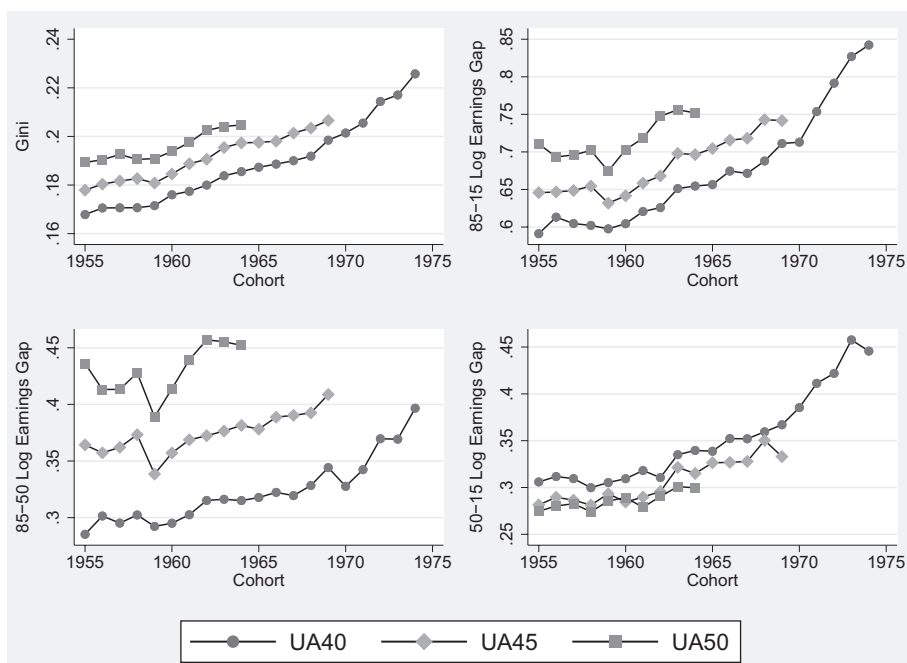 Gini
.24
.22
.2
.18
.16
1955 1960 1965 1970 1975
Cohort
85−15 Log Earnings Gap
.85
.8
.75
.7
.65
.6
1955 1960 1965 1970 1975
Cohort
85−50 Log Earnings Gap
.45
.4
.35
.3
1955 1960 1965 1970 1975
Cohort
50−15 Log Earnings Gap
.45
.4
.35
.3
.25
1955 1960 1965 1970 1975
Cohort
UA40 UA45 UA50